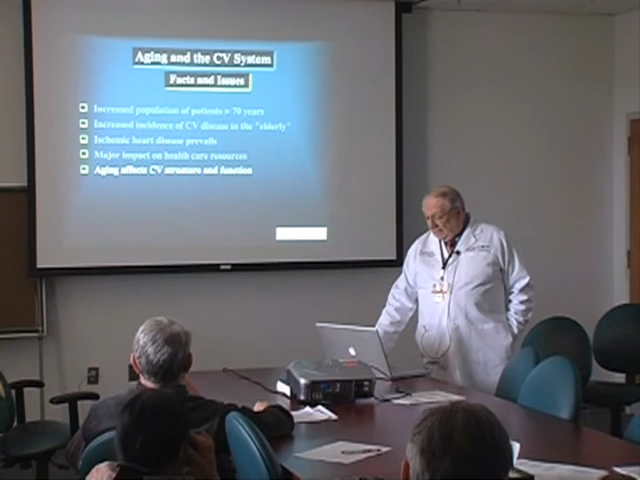 Aging and the CV System
Facts and Issues
Increased population of patients > 70 years
Increased incidence of CV disease in the "elderly"
Ischemic heart disease prevails
Major impact on health care resources
Aging affects CV structure and function